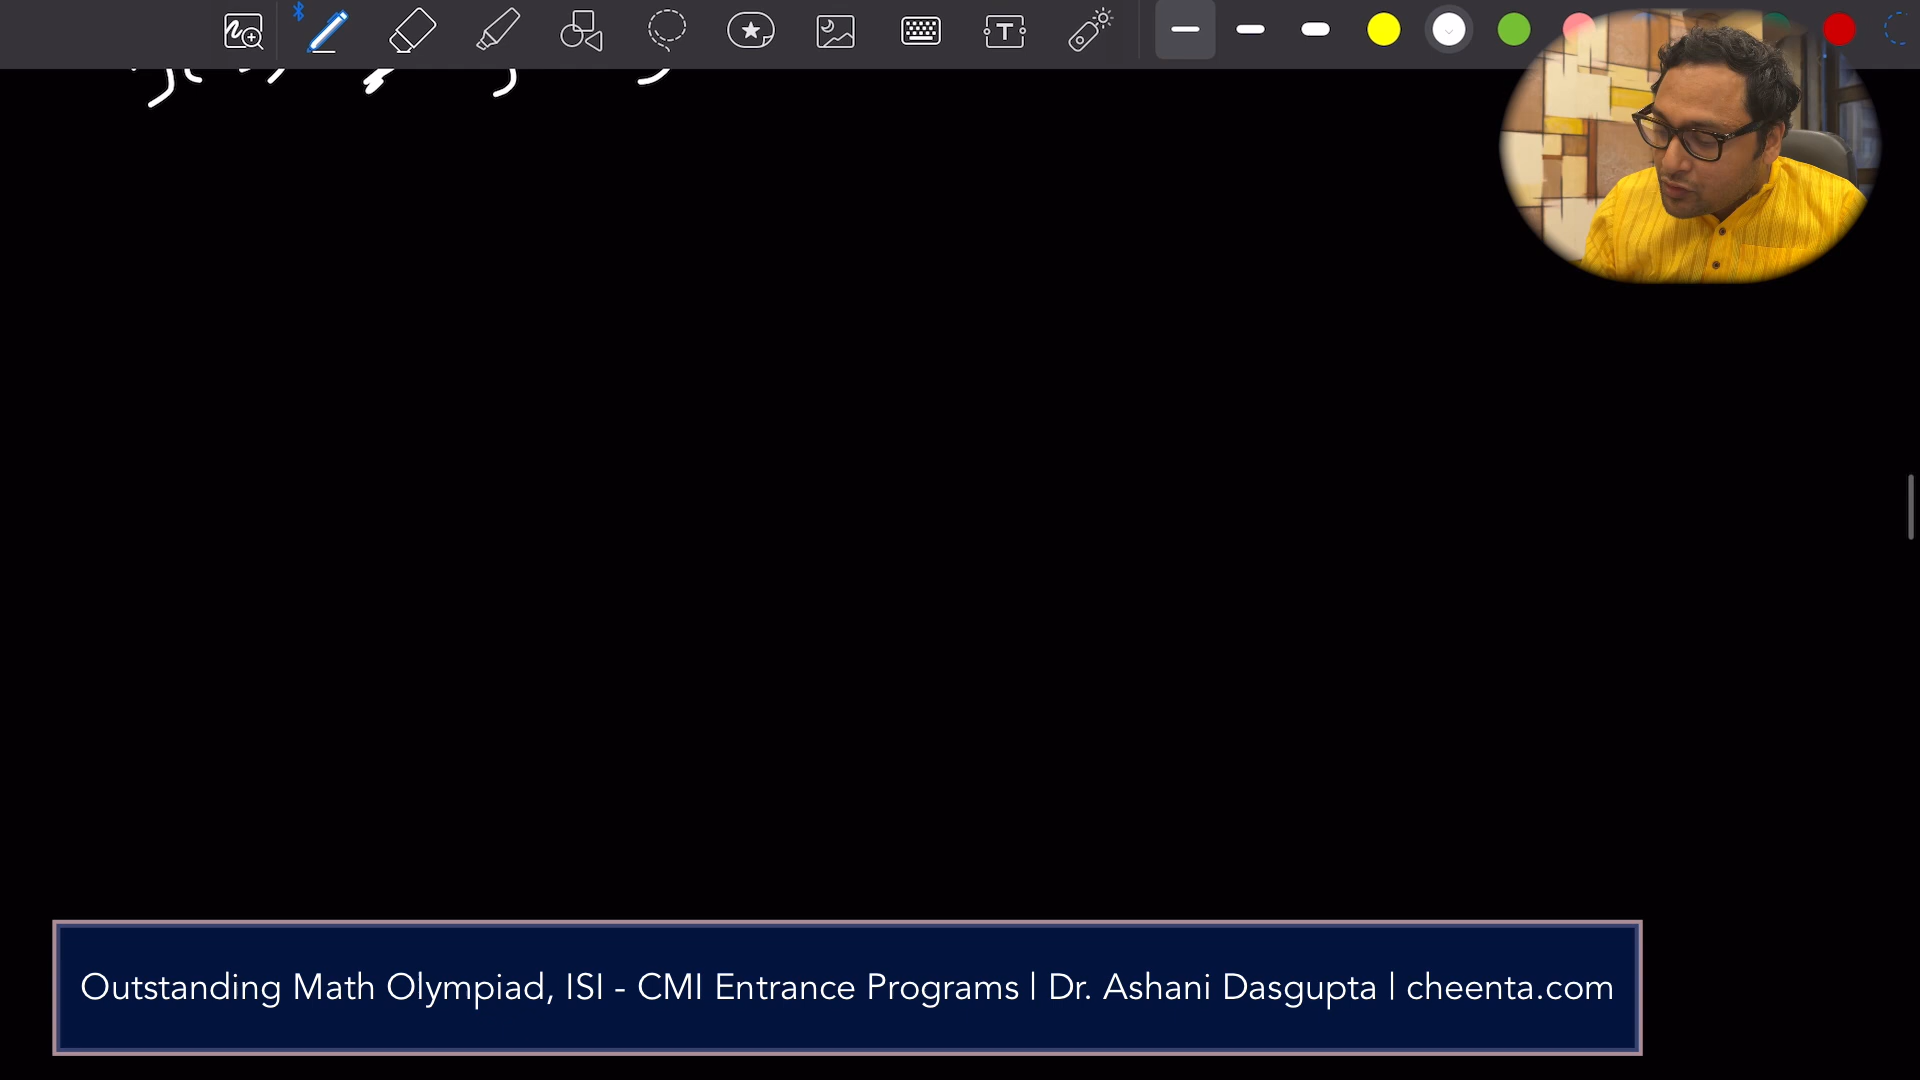 Outstanding Math Olympiad, ISI - CMI Entrance Programs | Dr. Ashani Dasgupta | cheenta.com